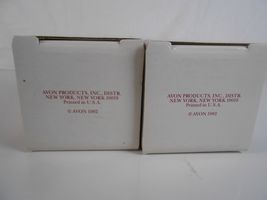 AVON PRODUCTS, INC., DISTR.
NEW YORK, NEW YORK 10019
Printed in U.S.A.
© AVON 1982
AVON PRODUCTS, INC., DISTR.
NEW YORK, NEW YORK 10019
Printed in U.S.A.
© AVON 1982